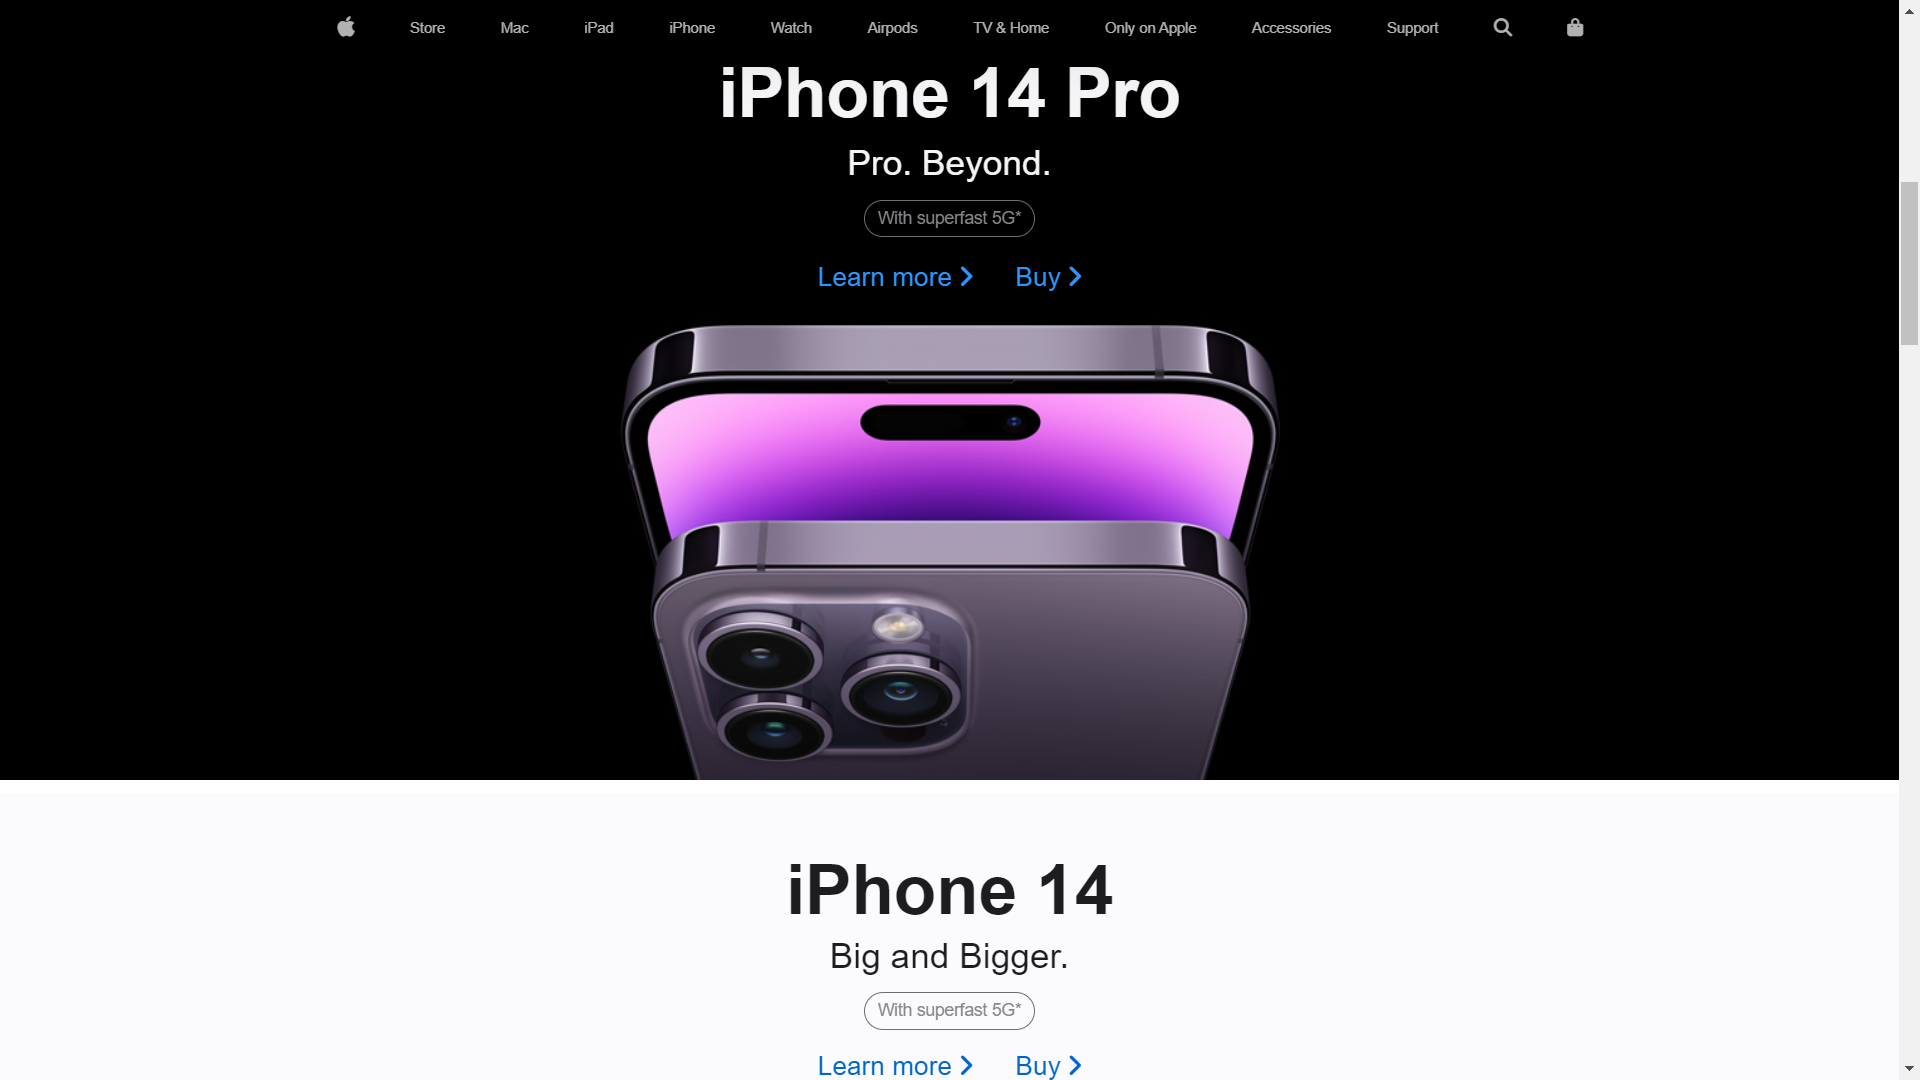 Store Mac iPad iPhone Watch Airpods TV & Home Only on Apple Accessories Support
iPhone 14 Pro
Pro. Beyond.
With superfast 5G*
Learn more Buy
iPhone 14
Big and Bigger.
With superfast 5G*
Learn more Buy